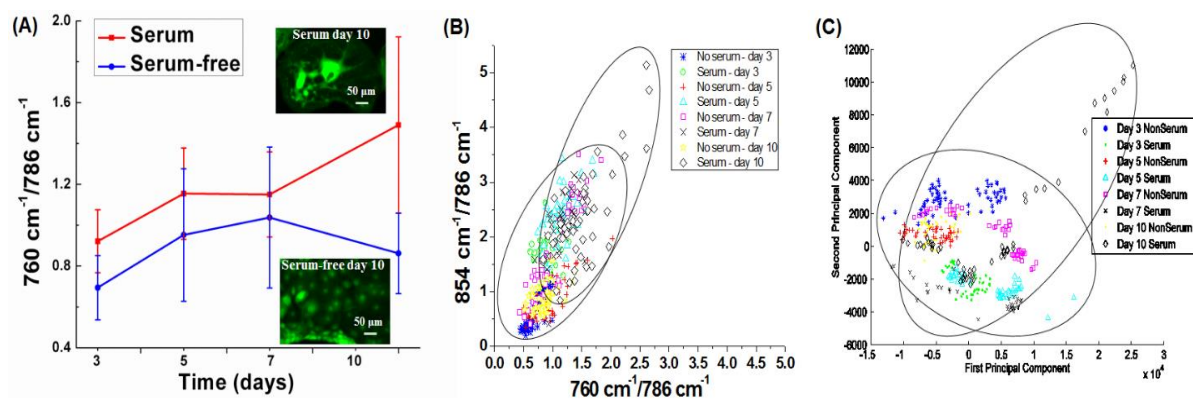 (A)
2.0
1.6
1.2
0.8
0.4
760 cm⁻¹/786 cm⁻¹
Serum
Serum-free
Serum day 10
50 µm
Serum-free day 10
50 µm
3
5
7
10
Time (days)
(B)
854 cm⁻¹/786 cm⁻¹
5
4
3
2
1
0
No serum - day 3
Serum - day 3
No serum - day 5
Serum - day 5
No serum - day 7
Serum - day 7
No serum - day 10
Serum - day 10
0.0 0.5 1.0 1.5 2.0 2.5 3.0 3.5 4.0 4.5 5.0
760 cm⁻¹/786 cm⁻¹
(C)
Second Principal Component
12000
10000
8000
6000
4000
2000
0
-2000
-4000
-6000
Day 3 NonSerum
Day 3 Serum
Day 5 NonSerum
Day 5 Serum
Day 7 NonSerum
Day 7 Serum
Day 10 NonSerum
Day 10 Serum
-1.5 -1 -0.5 0 0.5 1 1.5 2 2.5 3
First Principal Component
x 10⁴